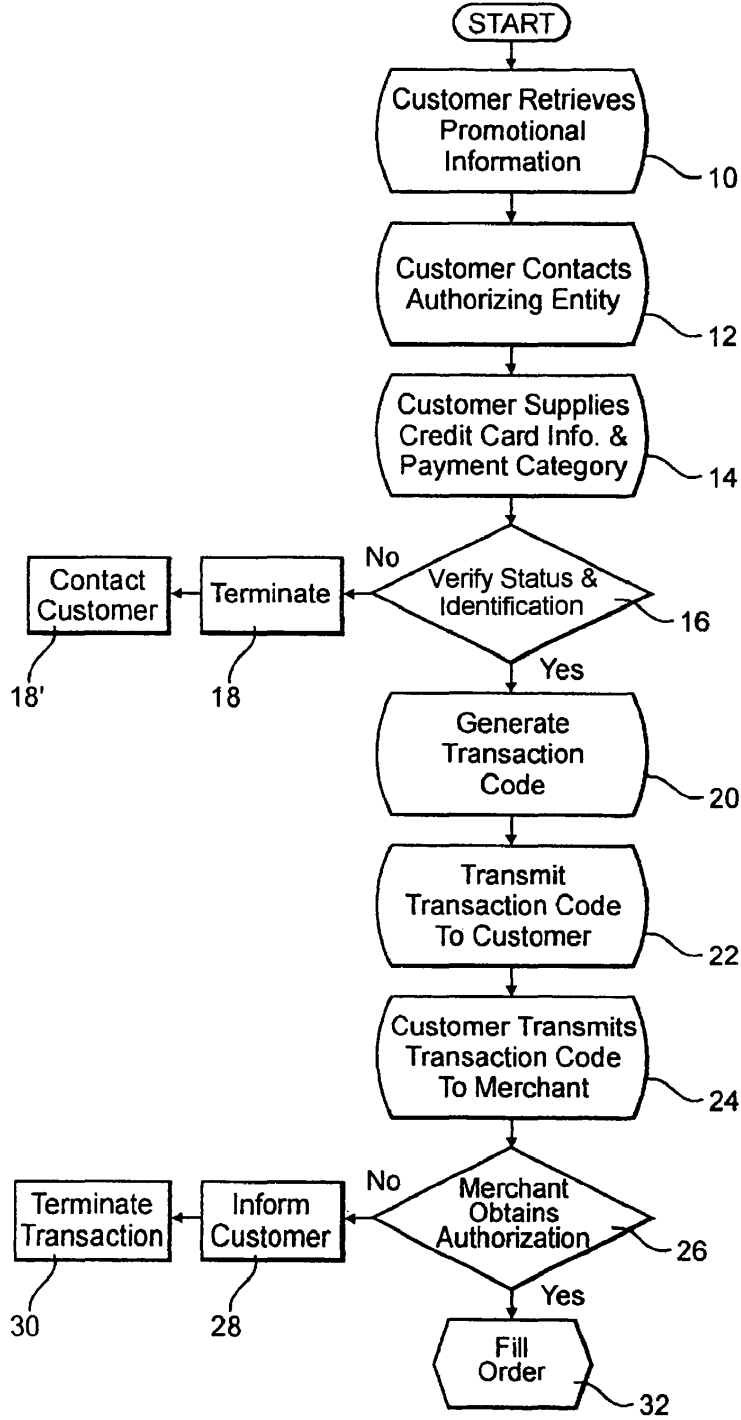 START
Customer Retrieves
Promotional
Information
10
Customer Contacts
Authorizing Entity
12
Customer Supplies
Credit Card Info. &
Payment Category
14
No
Verify Status &
Identification
16
Contact
Customer
18'
Terminate
18
Yes
Generate
Transaction
Code
20
Transmit
Transaction Code
To Customer
22
Customer Transmits
Transaction Code
To Merchant
24
No
Merchant
Obtains
Authorization
26
Terminate
Transaction
30
Inform
Customer
28
Yes
Fill
Order
32